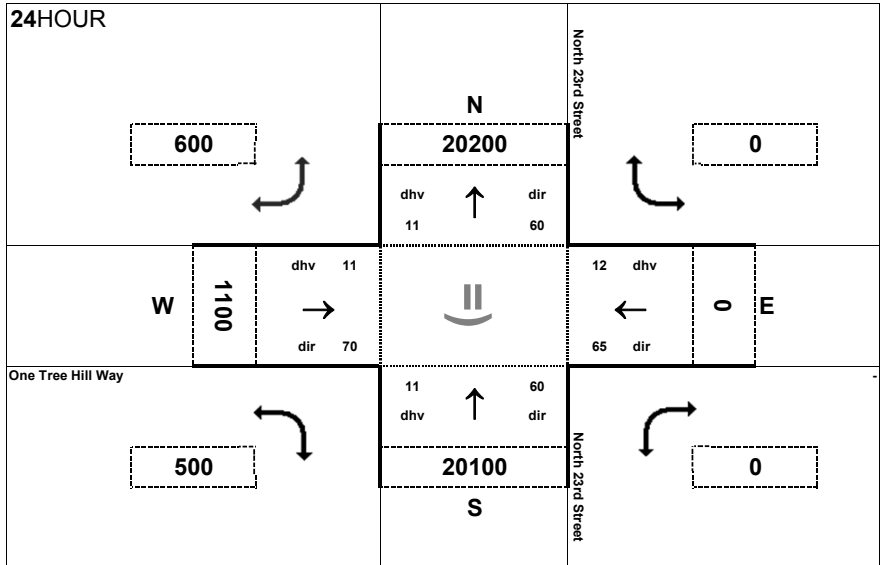 24HOUR
North 23rd Street
N
600
20200
0
dhv
dir
11
60
dhv 11
12 dhv
W
1100
0
E
dir 70
65 dir
One Tree Hill Way
-
11
60
dhv
dir
500
20100
0
North 23rd Street
S